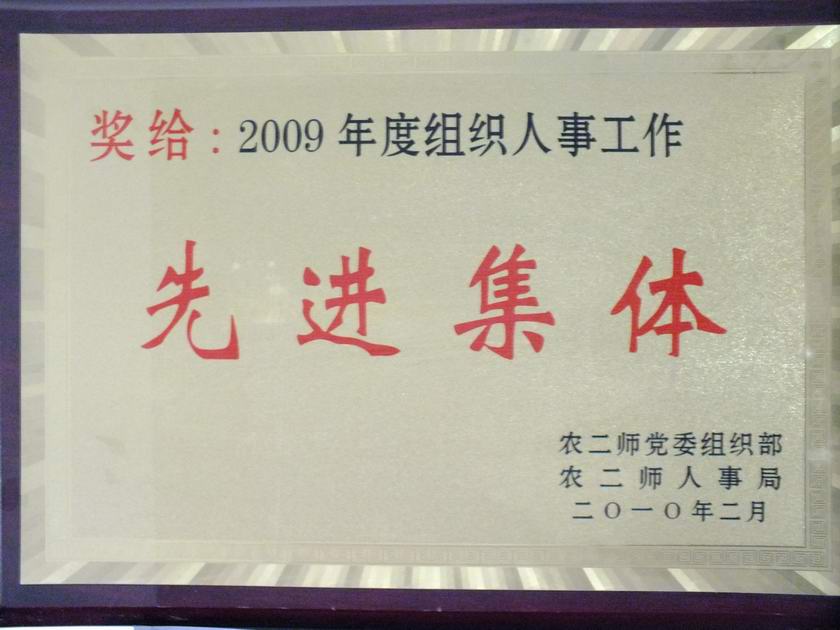 奖给：2009年度组织人事工作
先进集体
农二师党委组织部
农二师人事局
二〇一〇年二月